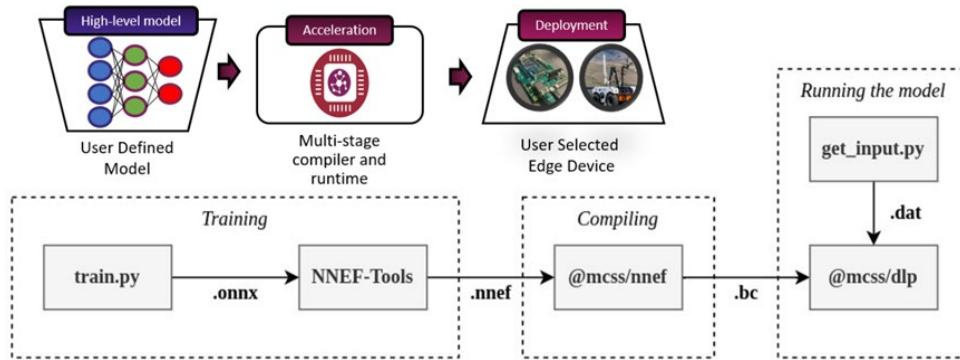 High-level model
Acceleration
Deployment
User Defined
Model
Multi-stage
compiler and
runtime
User Selected
Edge Device
Running the model
get_input.py
.dat
Training
Compiling
train.py
.onnx
NNEF-Tools
.nnef
@mcss/nnef
.bc
@mcss/dlp